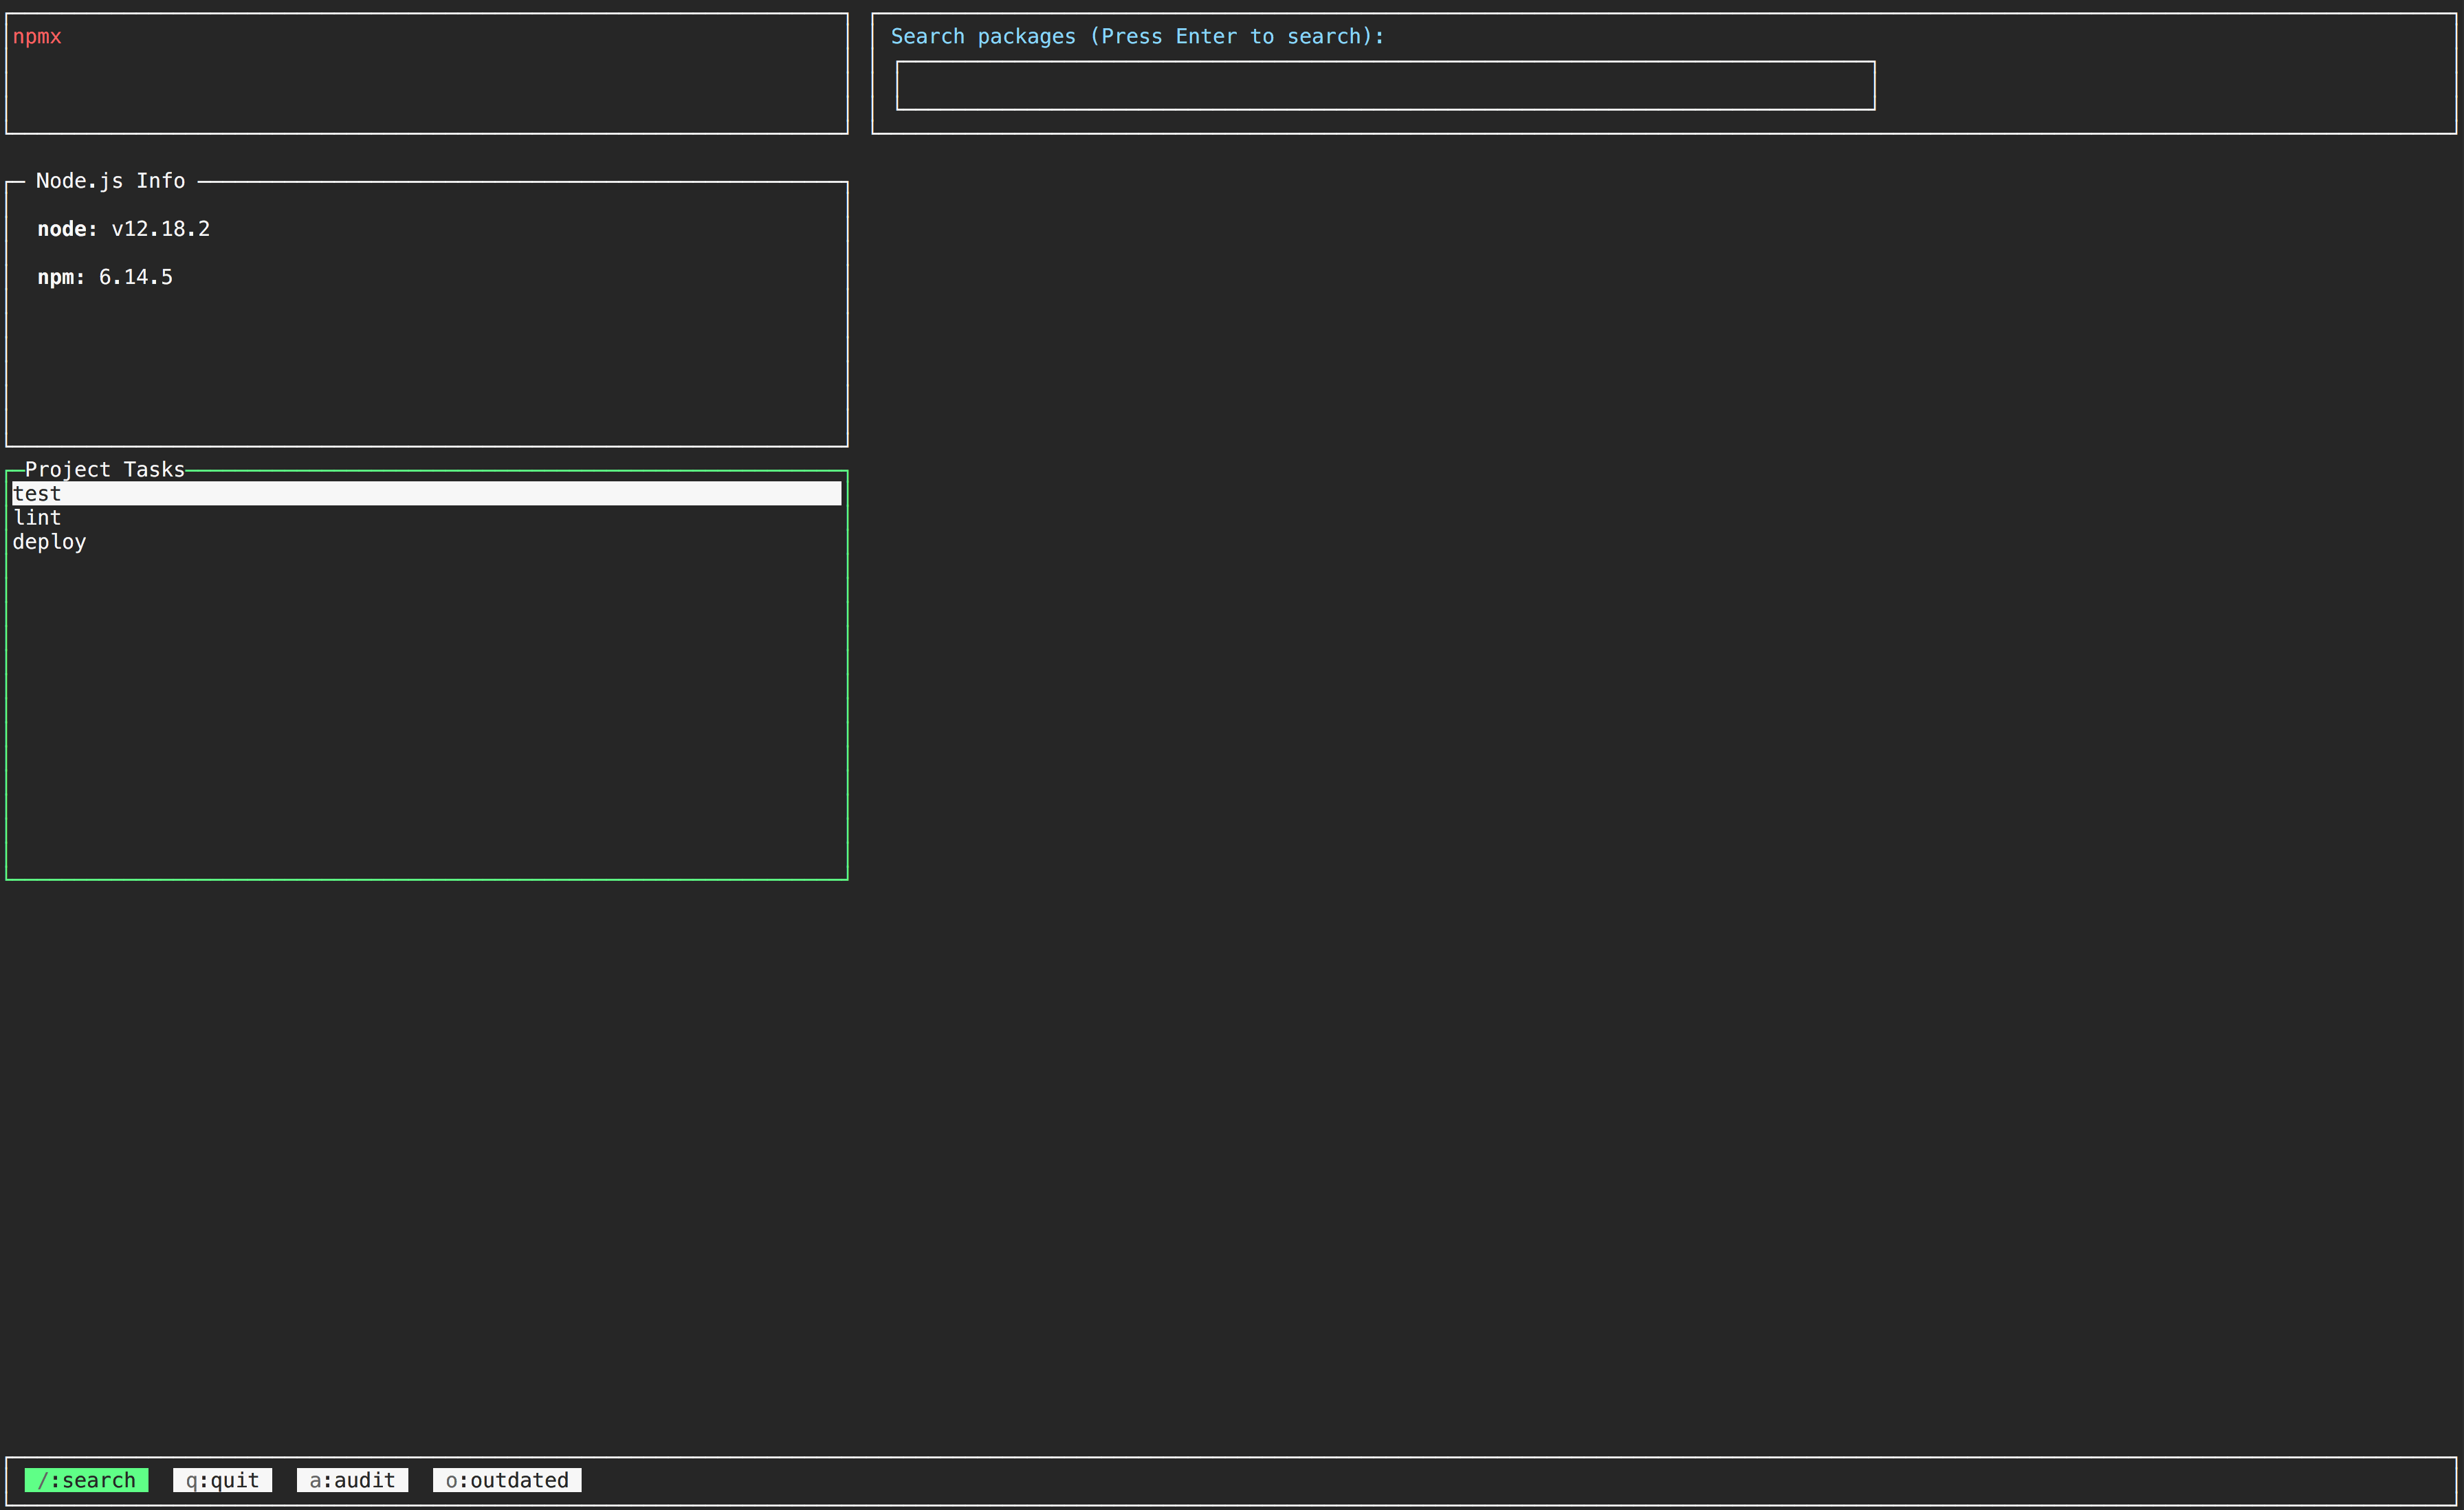 npmx
Search packages (Press Enter to search):
Node.js Info
node: v12.18.2
npm: 6.14.5
Project Tasks
test
lint
deploy
/:search q:quit a:audit o:outdated